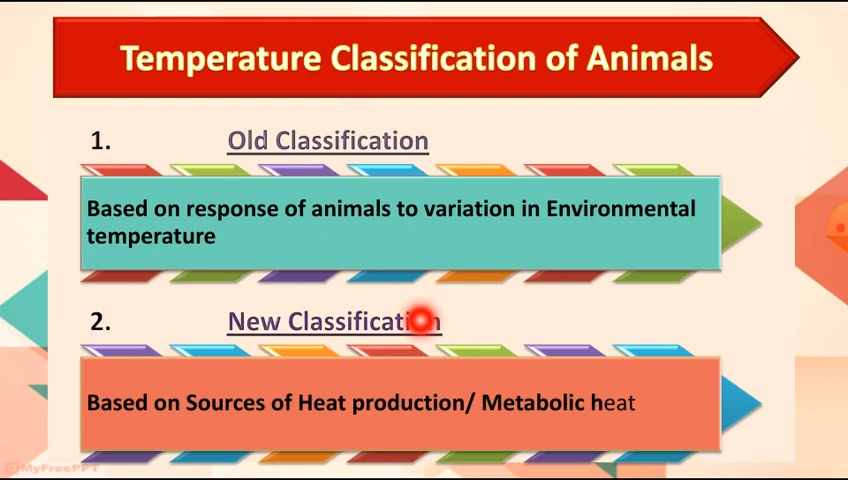 Temperature Classification of Animals
1. Old Classification
Based on response of animals to variation in Environmental
temperature
2. New Classification
Based on Sources of Heat production/ Metabolic heat
MyFreePPT